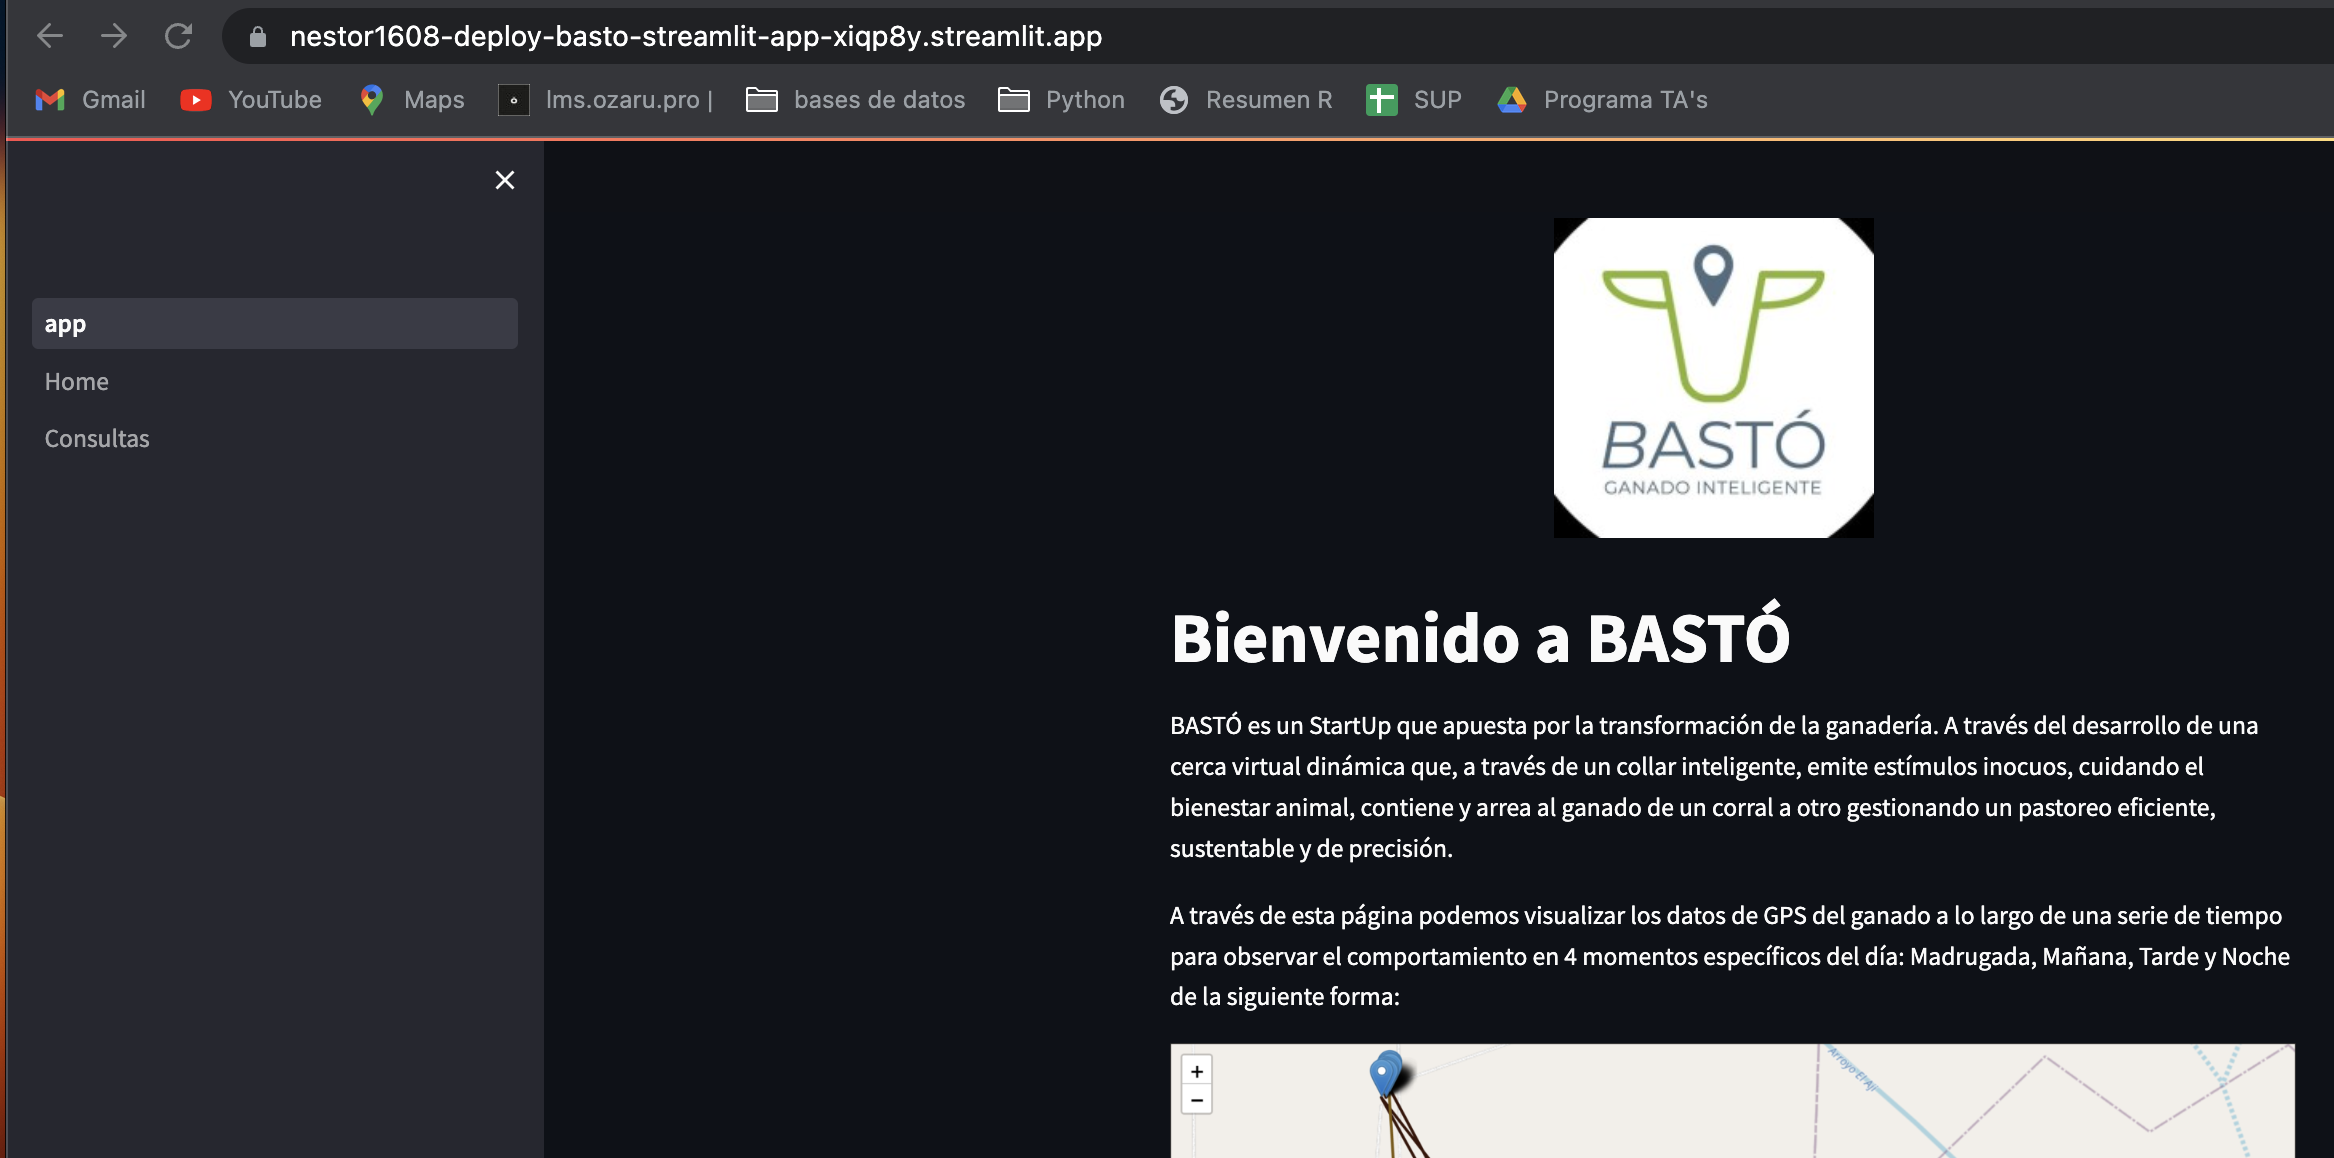 nestor1608-deploy-basto-streamlit-app-xiqp8y.streamlit.app
Gmail YouTube Maps lms.ozaru.pro | bases de datos Python Resumen R SUP Programa TA's
app
Home
Consultas
BASTÓ
GANADO INTELIGENTE
Bienvenido a BASTÓ
BASTÓ es un StartUp que apuesta por la transformación de la ganadería. A través del desarrollo de una
cerca virtual dinámica que, a través de un collar inteligente, emite estímulos inocuos, cuidando el
bienestar animal, contiene y arrea al ganado de un corral a otro gestionando un pastoreo eficiente,
sustentable y de precisión.
A través de esta página podemos visualizar los datos de GPS del ganado a lo largo de una serie de tiempo
para observar el comportamiento en 4 momentos específicos del día: Madrugada, Mañana, Tarde y Noche
de la siguiente forma:
+
−
Arroyo El Ají